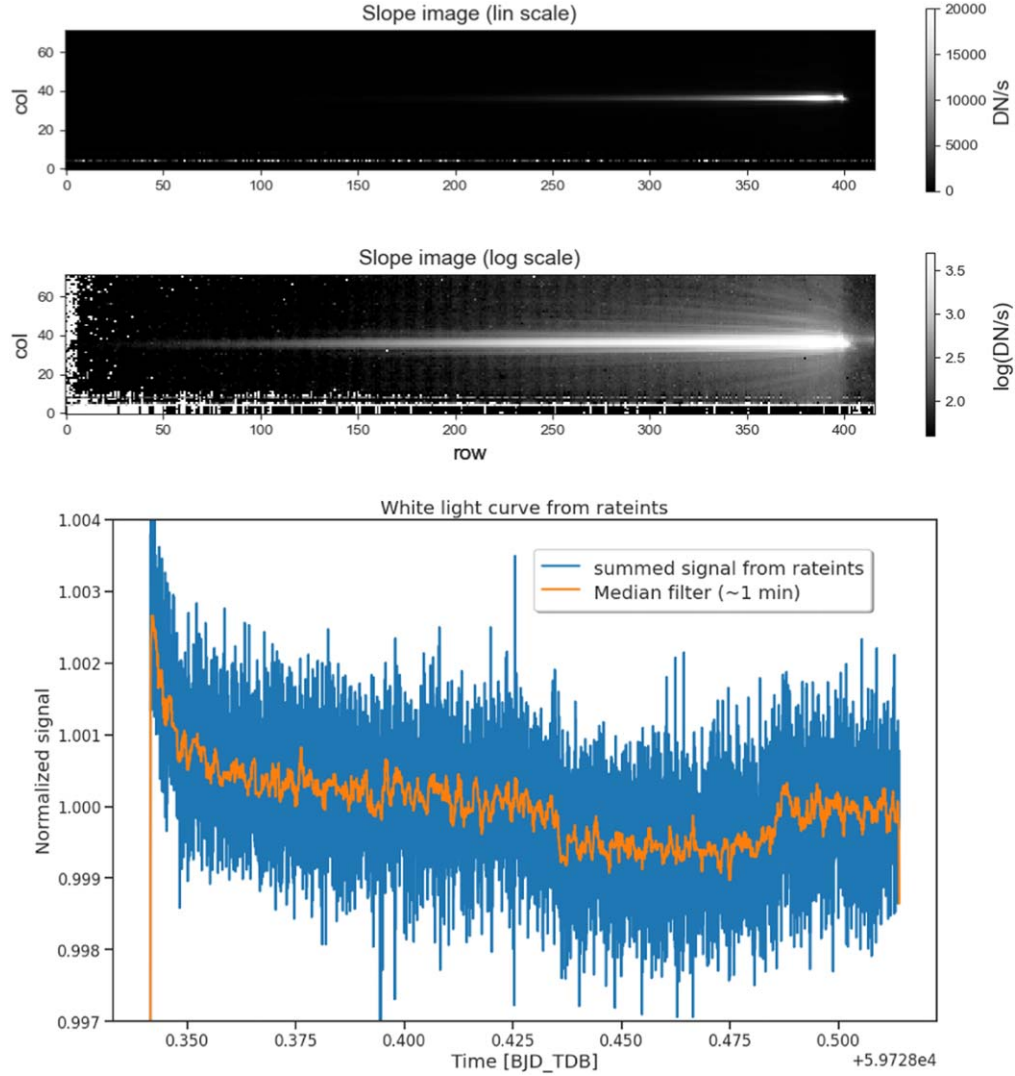 Slope image (lin scale)
col
60
40
20
0
0 50 100 150 200 250 300 350 400
20000
15000
10000
5000
0
DN/s
Slope image (log scale)
col
60
40
20
0
0 50 100 150 200 250 300 350 400
row
3.5
3.0
2.5
2.0
log(DN/s)
White light curve from rateints
summed signal from rateints
Median filter (~1 min)
Normalized signal
1.004
1.003
1.002
1.001
1.000
0.999
0.998
0.997
0.350 0.375 0.400 0.425 0.450 0.475 0.500
Time [BJD_TDB]
+5.9728e4